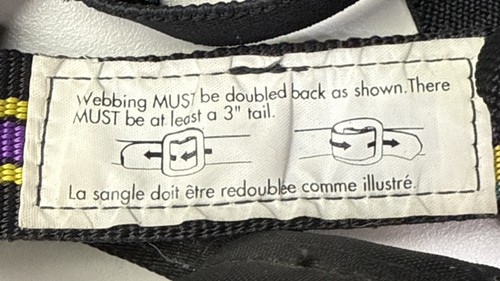 Webbing MUST be doubled back as shown. There
MUST be at least a 3" tail.
La sangle doit être redoublée comme illustré.